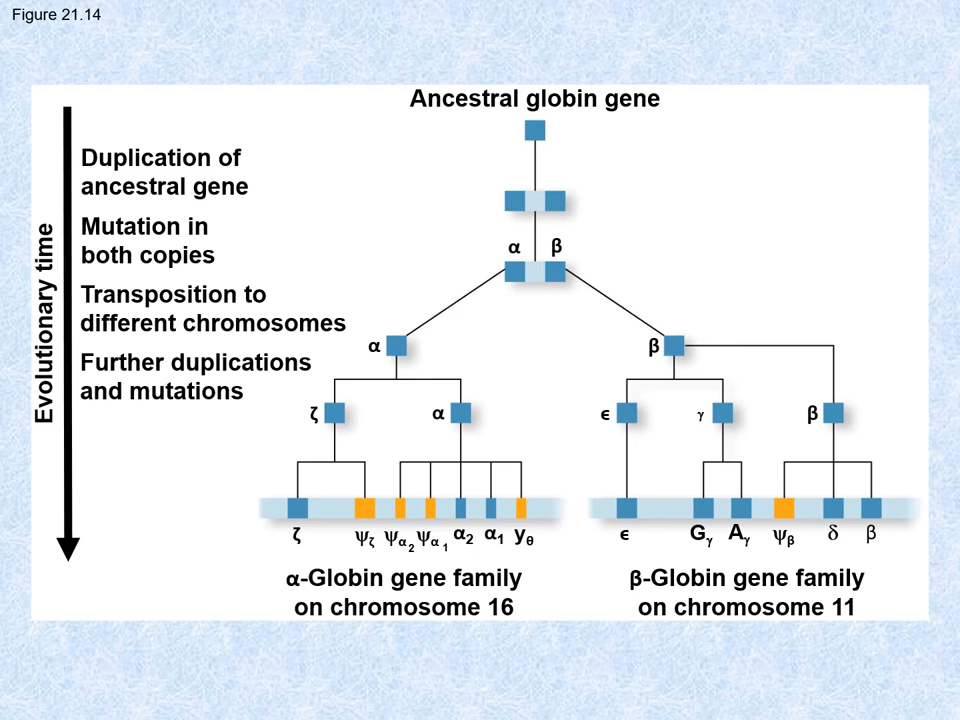 Figure 21.14
Ancestral globin gene
Evolutionary time
Duplication of
ancestral gene
Mutation in
both copies
Transposition to
different chromosomes
Further duplications
and mutations
α β
α β
ζ α ϵ γ β
ζ ψζ ψα2 ψα1 α2 α1 yθ ϵ Gγ Aγ ψβ δ β
α-Globin gene family
on chromosome 16
β-Globin gene family
on chromosome 11